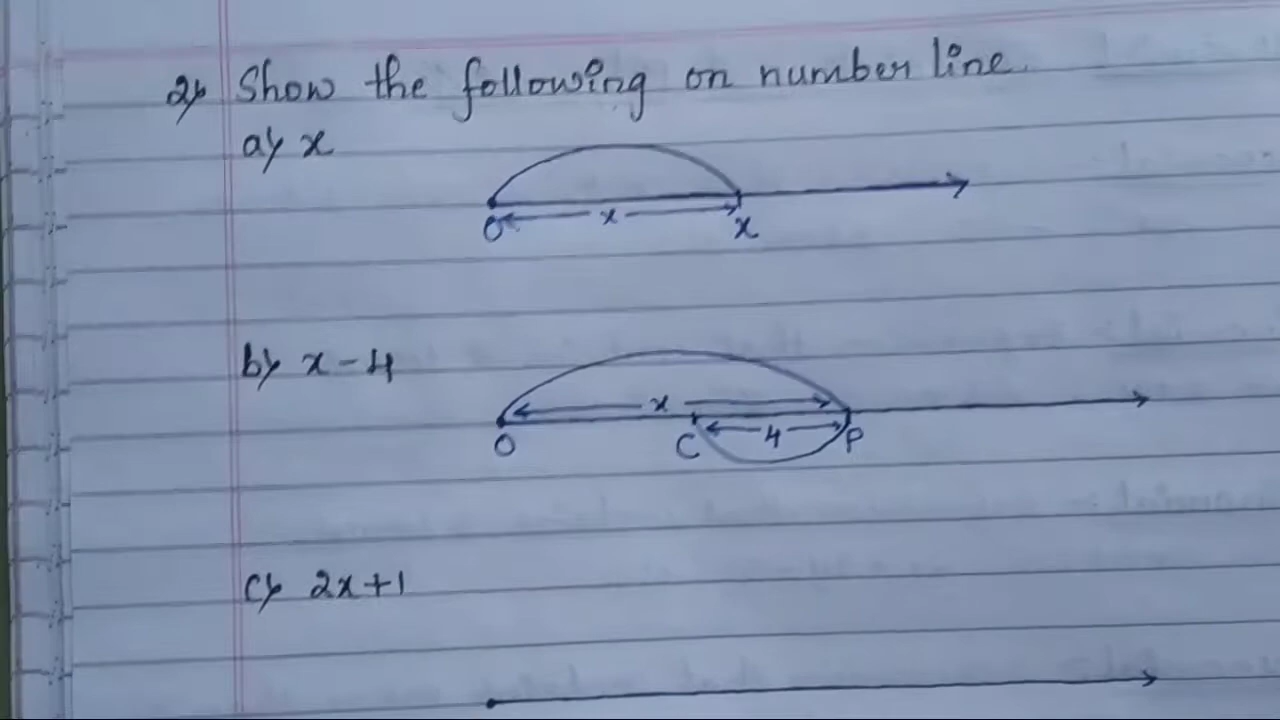 2) Show the following on number line.
a) x
O x x
b) x - 4
x
O C 4 P
c) 2x + 1